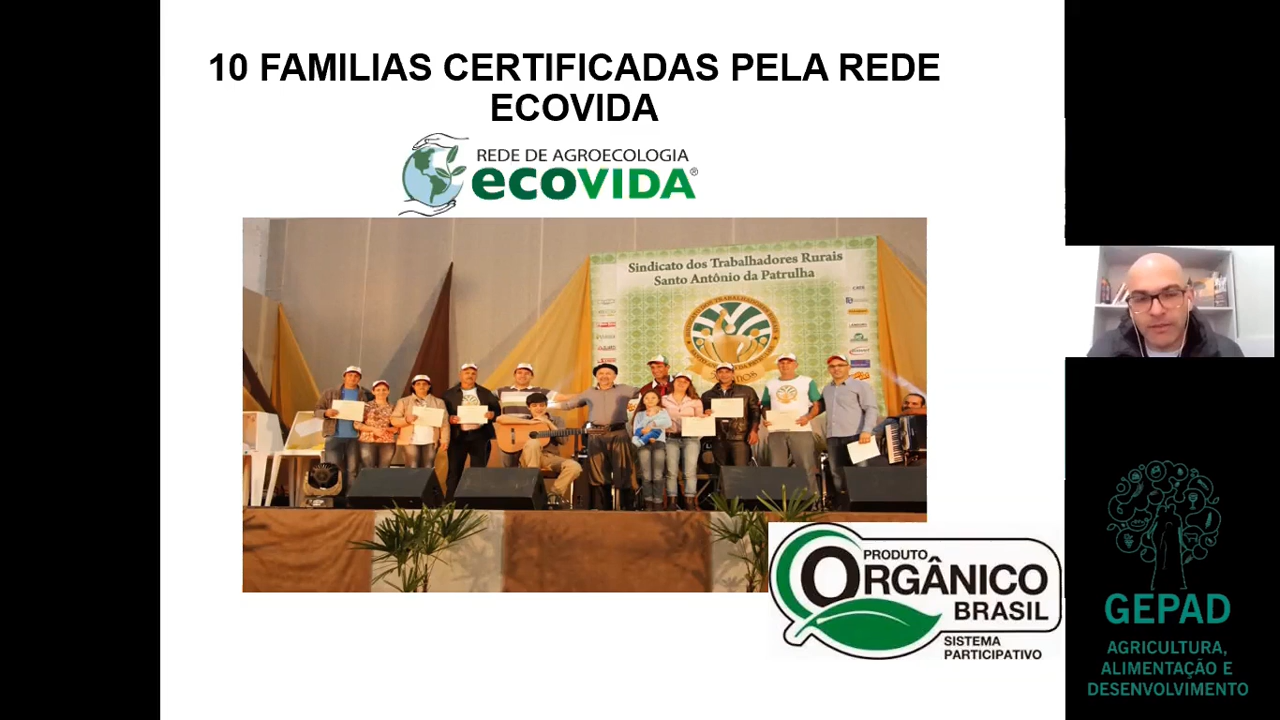 10 FAMILIAS CERTIFICADAS PELA REDE
ECOVIDA
REDE DE AGROECOLOGIA
ecoVIDA®
Sindicato dos Trabalhadores Rurais
Santo Antônio da Patrulha
PRODUTO
ORGÂNICO
BRASIL
SISTEMA
PARTICIPATIVO
GEPAD
AGRICULTURA,
ALIMENTAÇÃO E
DESENVOLVIMENTO